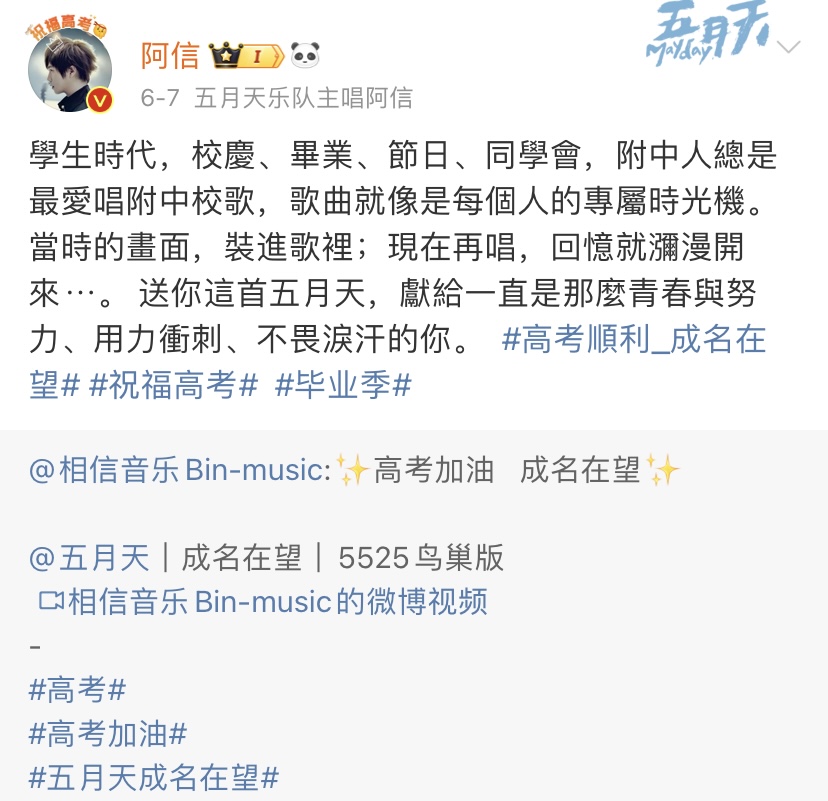 祝福高考
五月天
Mayday
阿信 I
6-7 五月天乐队主唱阿信
學生時代，校慶、畢業、節日、同學會，附中人總是
最愛唱附中校歌，歌曲就像是每個人的專屬時光機。
當時的畫面，裝進歌裡；現在再唱，回憶就瀰漫開
來⋯。 送你這首五月天，獻給一直是那麼青春與努
力、用力衝刺、不畏淚汗的你。 #高考順利_成名在
望# #祝福高考# #毕业季#
@相信音乐Bin-music:✨高考加油 成名在望✨
@五月天｜成名在望｜5525鸟巢版
相信音乐Bin-music的微博视频
-
#高考#
#高考加油#
#五月天成名在望#